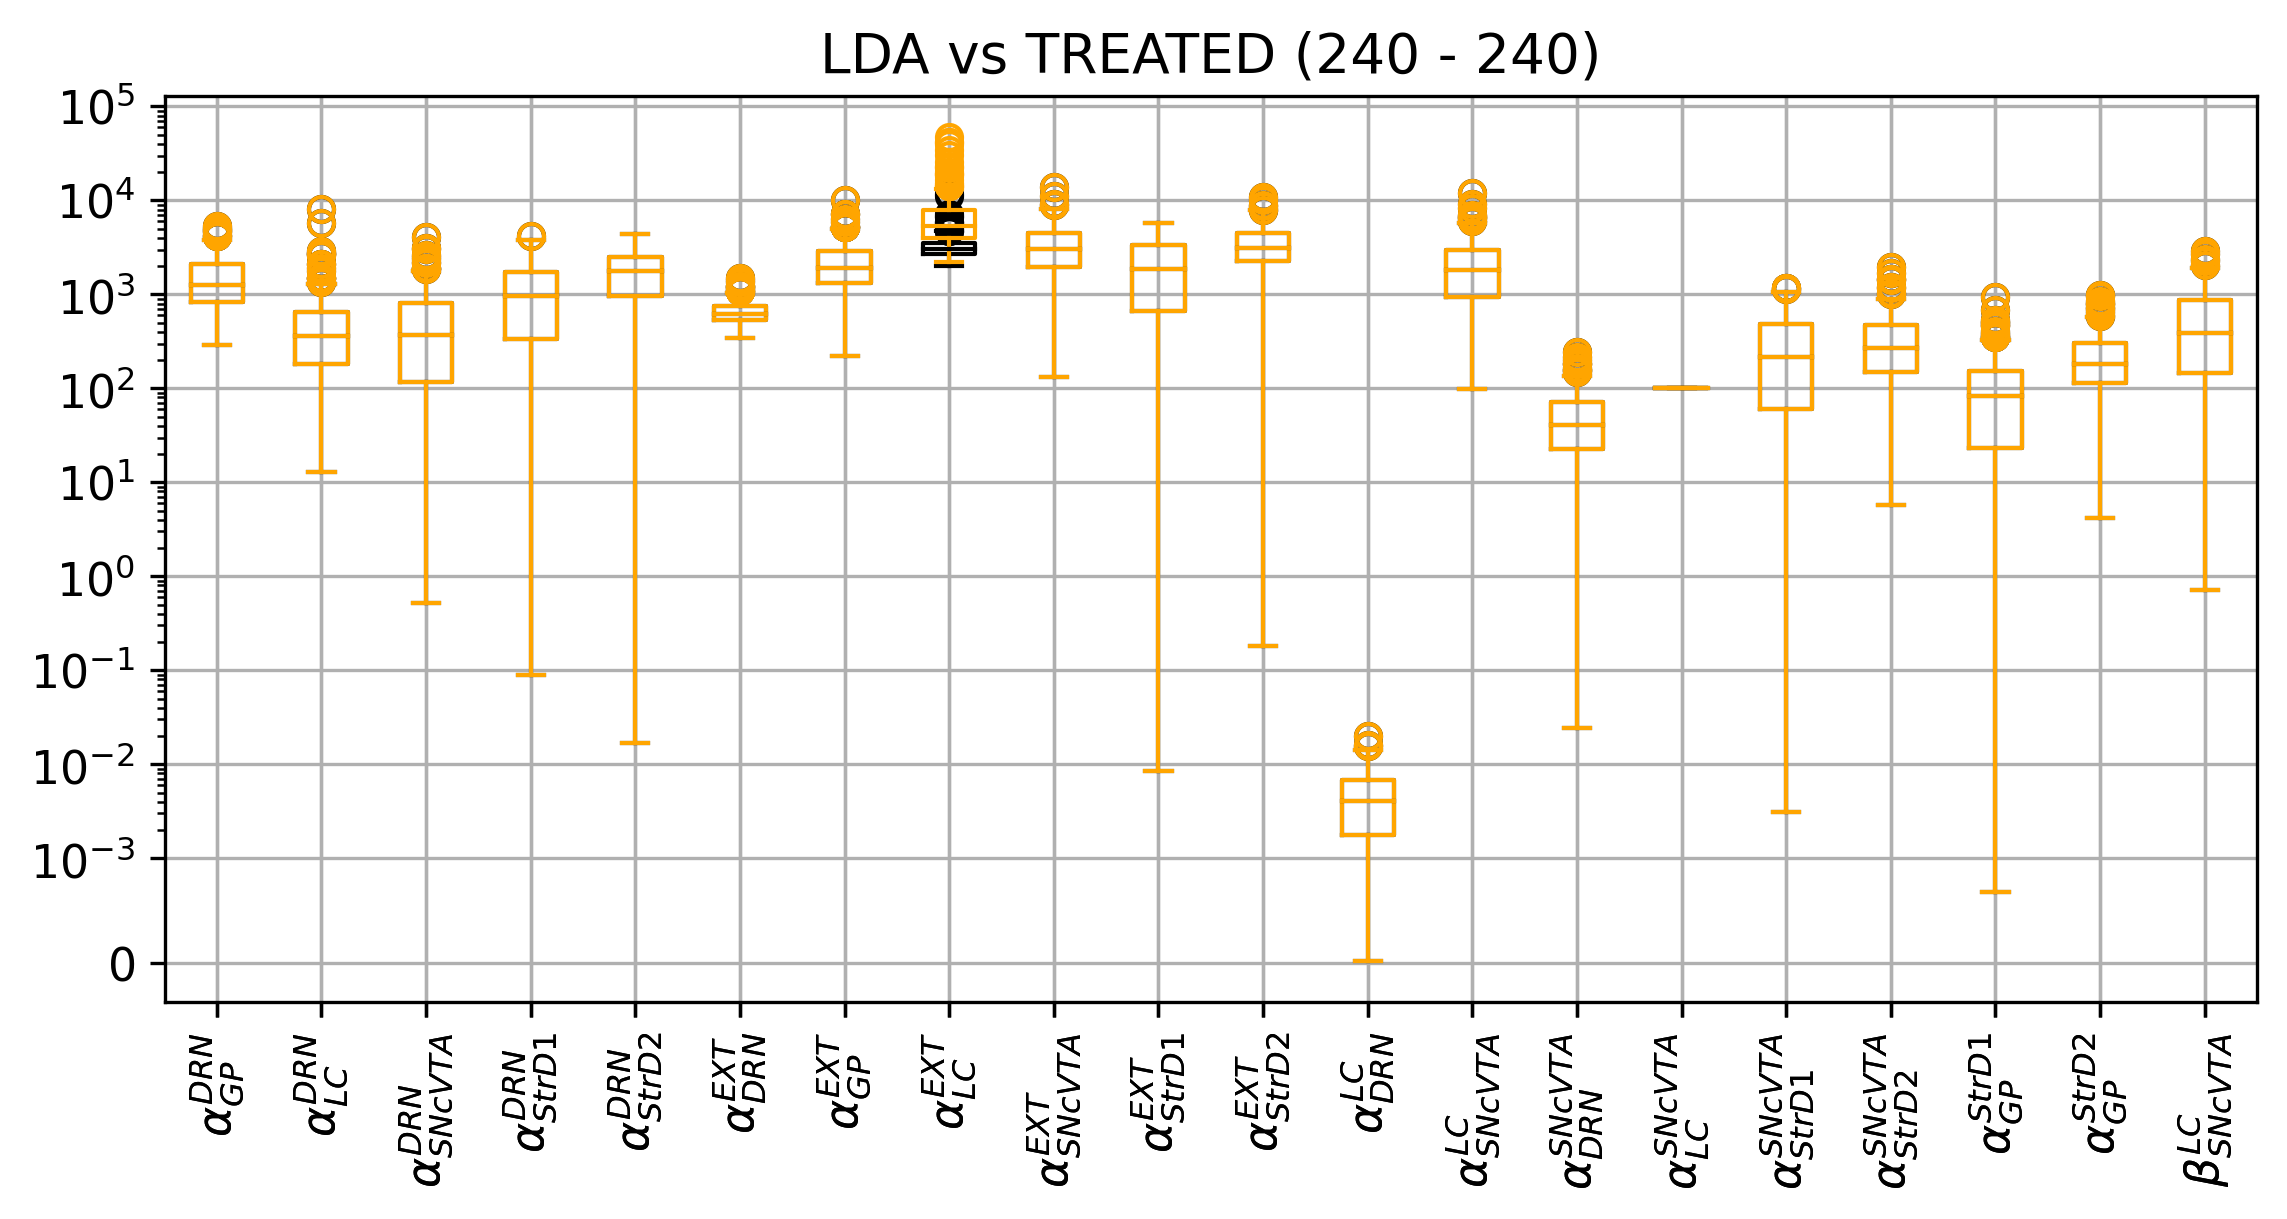 LDA vs TREATED (240 - 240)
10^5
10^4
10^3
10^2
10^1
10^0
10^-1
10^-2
10^-3
0
α^DRN_GP
α^DRN_LC
α^DRN_SNcVTA
α^DRN_StrD1
α^DRN_StrD2
α^EXT_DRN
α^EXT_GP
α^EXT_LC
α^EXT_SNcVTA
α^EXT_StrD1
α^EXT_StrD2
α^LC_DRN
α^LC_SNcVTA
α^SNcVTA_DRN
α^SNcVTA_LC
α^SNcVTA_StrD1
α^SNcVTA_StrD2
α^StrD1_GP
α^StrD2_GP
β^LC_SNcVTA